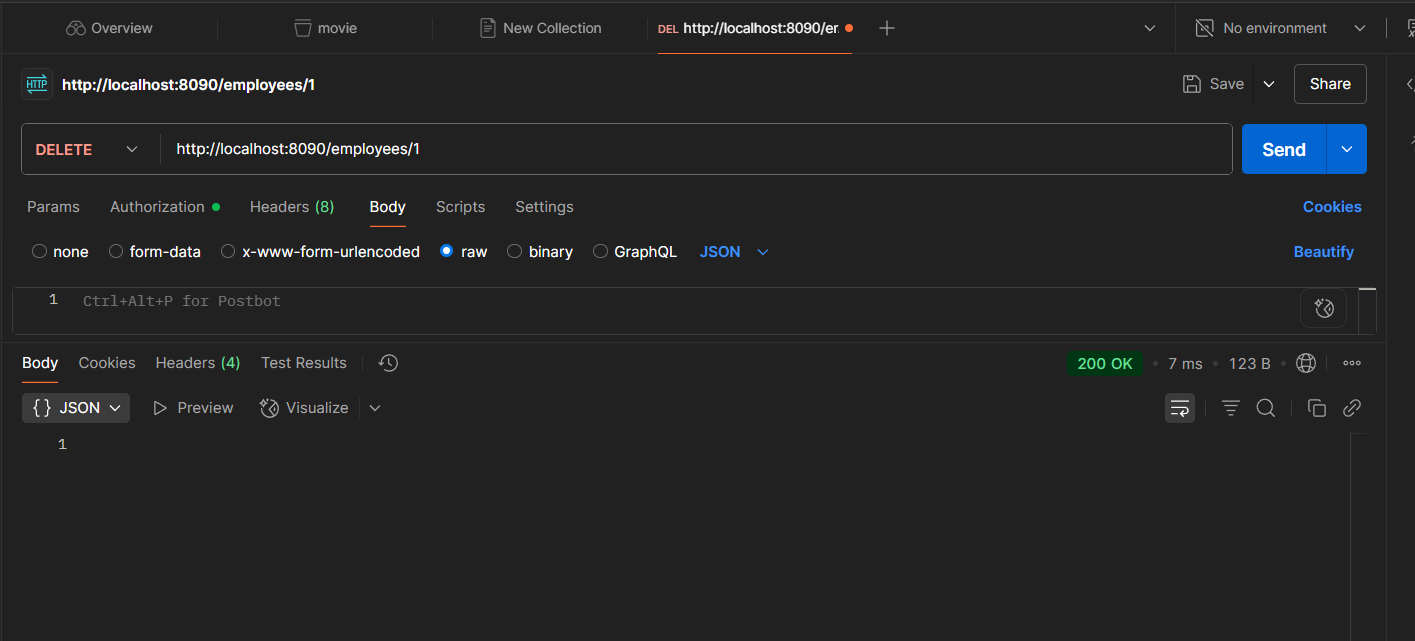 Overview movie New Collection DEL http://localhost:8090/er No environment
HTTP http://localhost:8090/employees/1 Save Share
DELETE http://localhost:8090/employees/1 Send
Params Authorization Headers (8) Body Scripts Settings Cookies
none form-data x-www-form-urlencoded raw binary GraphQL JSON Beautify
1 Ctrl+Alt+P for Postbot
Body Cookies Headers (4) Test Results 200 OK • 7 ms • 123 B •
{} JSON Preview Visualize
1